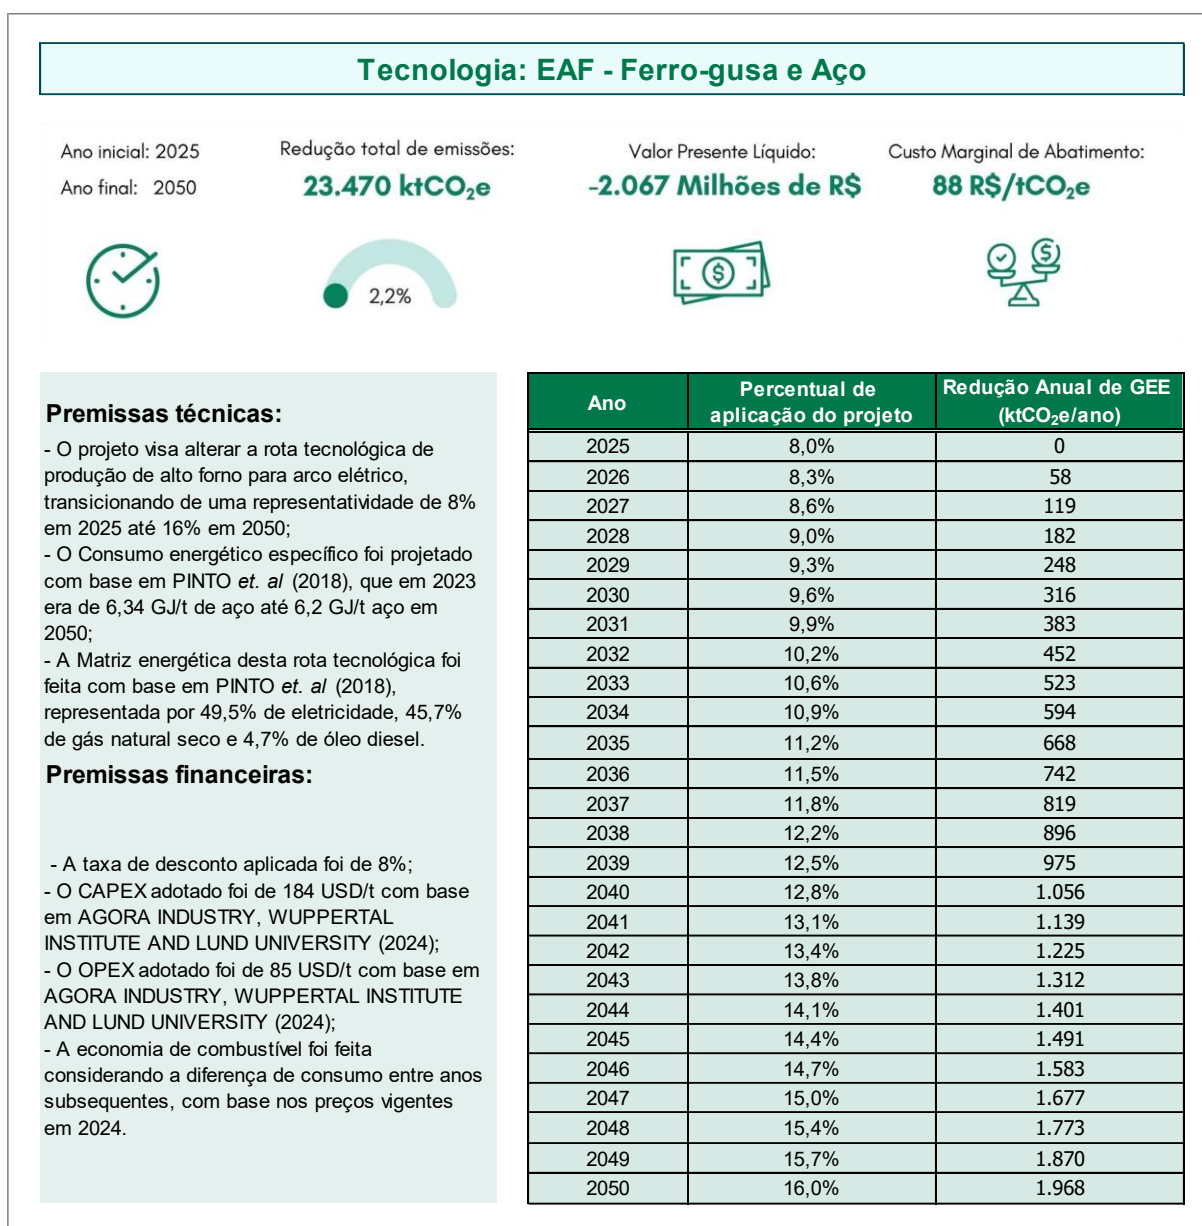 Tecnologia: EAF - Ferro-gusa e Aço
Ano inicial: 2025
Ano final: 2050
Redução total de emissões:
23.470 ktCO₂e
2,2%
Valor Presente Líquido:
-2.067 Milhões de R$
Custo Marginal de Abatimento:
88 R$/tCO₂e
Premissas técnicas:
- O projeto visa alterar a rota tecnológica de
produção de alto forno para arco elétrico,
transicionando de uma representatividade de 8%
em 2025 até 16% em 2050;
- O Consumo energético específico foi projetado
com base em PINTO et. al (2018), que em 2023
era de 6,34 GJ/t de aço até 6,2 GJ/t aço em
2050;
- A Matriz energética desta rota tecnológica foi
feita com base em PINTO et. al (2018),
representada por 49,5% de eletricidade, 45,7%
de gás natural seco e 4,7% de óleo diesel.
Premissas financeiras:
- A taxa de desconto aplicada foi de 8%;
- O CAPEX adotado foi de 184 USD/t com base
em AGORA INDUSTRY, WUPPERTAL
INSTITUTE AND LUND UNIVERSITY (2024);
- O OPEX adotado foi de 85 USD/t com base em
AGORA INDUSTRY, WUPPERTAL INSTITUTE
AND LUND UNIVERSITY (2024);
- A economia de combustível foi feita
considerando a diferença de consumo entre anos
subsequentes, com base nos preços vigentes
em 2024.
Ano Percentual de aplicação do projeto Redução Anual de GEE (ktCO₂e/ano)
2025 8,0% 0
2026 8,3% 58
2027 8,6% 119
2028 9,0% 182
2029 9,3% 248
2030 9,6% 316
2031 9,9% 383
2032 10,2% 452
2033 10,6% 523
2034 10,9% 594
2035 11,2% 668
2036 11,5% 742
2037 11,8% 819
2038 12,2% 896
2039 12,5% 975
2040 12,8% 1.056
2041 13,1% 1.139
2042 13,4% 1.225
2043 13,8% 1.312
2044 14,1% 1.401
2045 14,4% 1.491
2046 14,7% 1.583
2047 15,0% 1.677
2048 15,4% 1.773
2049 15,7% 1.870
2050 16,0% 1.968